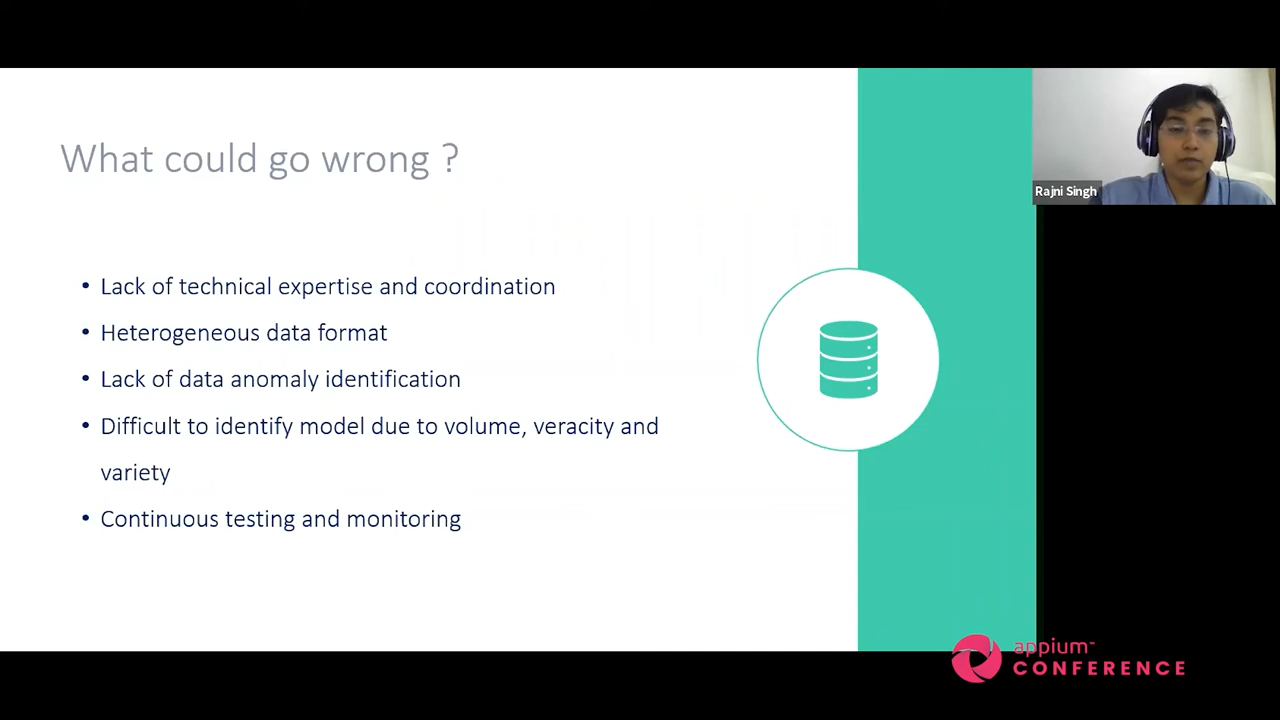 What could go wrong ?
• Lack of technical expertise and coordination
• Heterogeneous data format
• Lack of data anomaly identification
• Difficult to identify model due to volume, veracity and
variety
• Continuous testing and monitoring
Rajni Singh
appium™
CONFERENCE